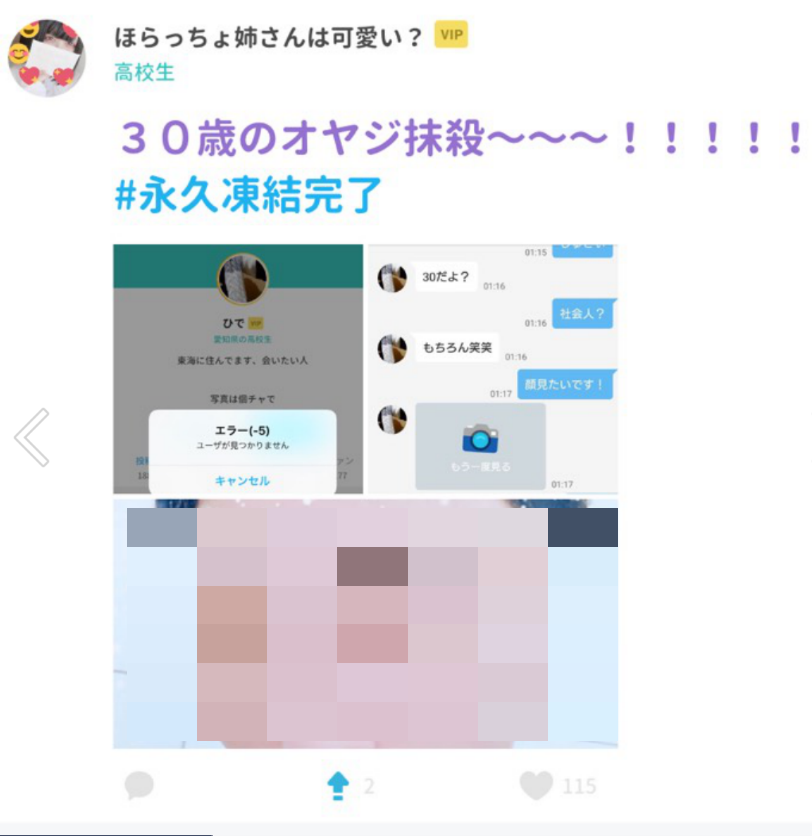 ほらっちょ姉さんは可愛い? VIP
高校生
30歳のオヤジ抹殺〜〜〜!!!!!
#永久凍結完了
ひで VIP
愛知県の高校生
東海に住んでます、会いたい人
写真は個チャで
エラー(-5)
ユーザが見つかりません
キャンセル
01:15
30だよ?
01:16
社会人?
01:16
もちろん笑笑
01:16
顔見たいです!
01:17
もう一度見る
01:17
2
115